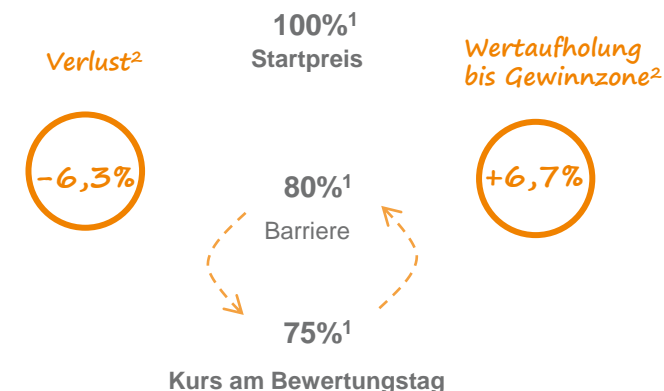 100%¹
Startpreis
Verlust²
Wertaufholung
bis Gewinnzone²
-6,3%
80%¹
Barriere
+6,7%
75%¹
Kurs am Bewertungstag